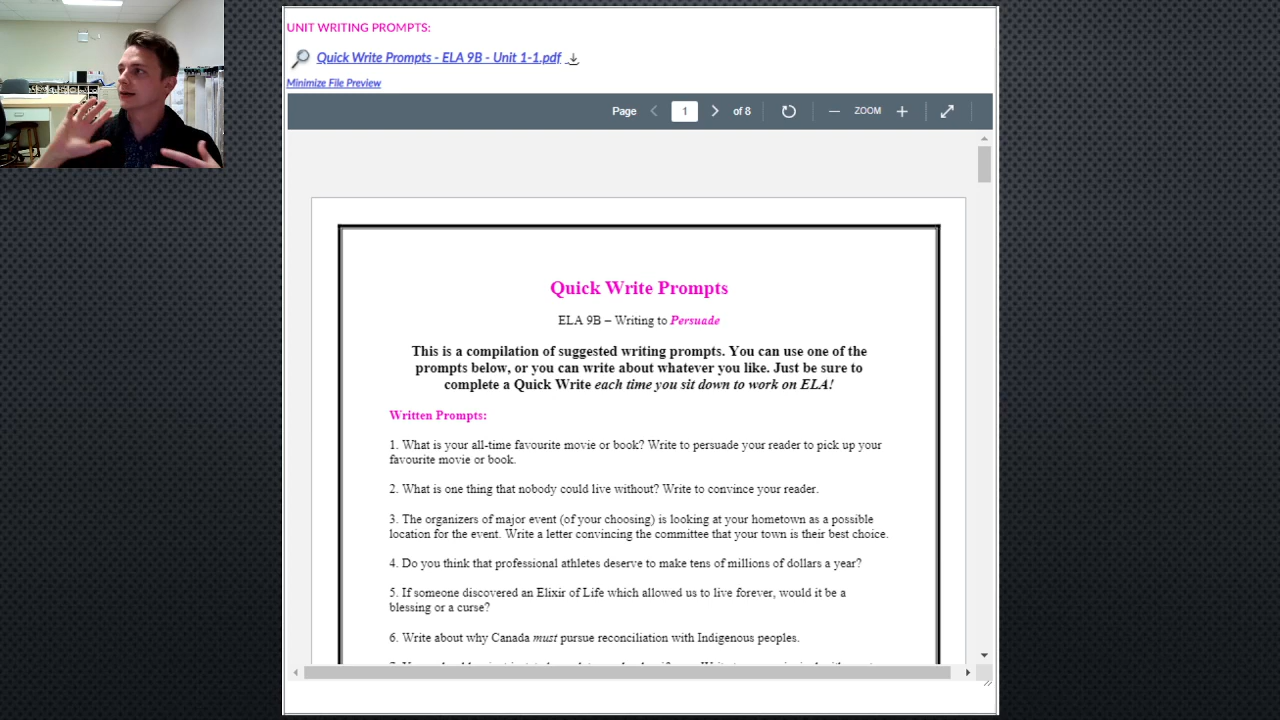 UNIT WRITING PROMPTS:
Quick Write Prompts - ELA 9B - Unit 1-1.pdf
Minimize File Preview
Page 1 of 8 ZOOM
Quick Write Prompts
ELA 9B – Writing to Persuade
This is a compilation of suggested writing prompts. You can use one of the
prompts below, or you can write about whatever you like. Just be sure to
complete a Quick Write each time you sit down to work on ELA!
Written Prompts:
1. What is your all-time favourite movie or book? Write to persuade your reader to pick up your
favourite movie or book.
2. What is one thing that nobody could live without? Write to convince your reader.
3. The organizers of major event (of your choosing) is looking at your hometown as a possible
location for the event. Write a letter convincing the committee that your town is their best choice.
4. Do you think that professional athletes deserve to make tens of millions of dollars a year?
5. If someone discovered an Elixir of Life which allowed us to live forever, would it be a
blessing or a curse?
6. Write about why Canada must pursue reconciliation with Indigenous peoples.